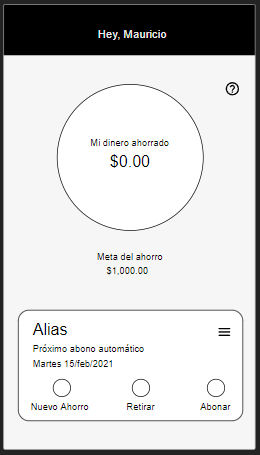 Hey, Mauricio
Mi dinero ahorrado
$0.00
Meta del ahorro
$1,000.00
Alias
Próximo abono automático
Martes 15/feb/2021
Nuevo Ahorro Retirar Abonar